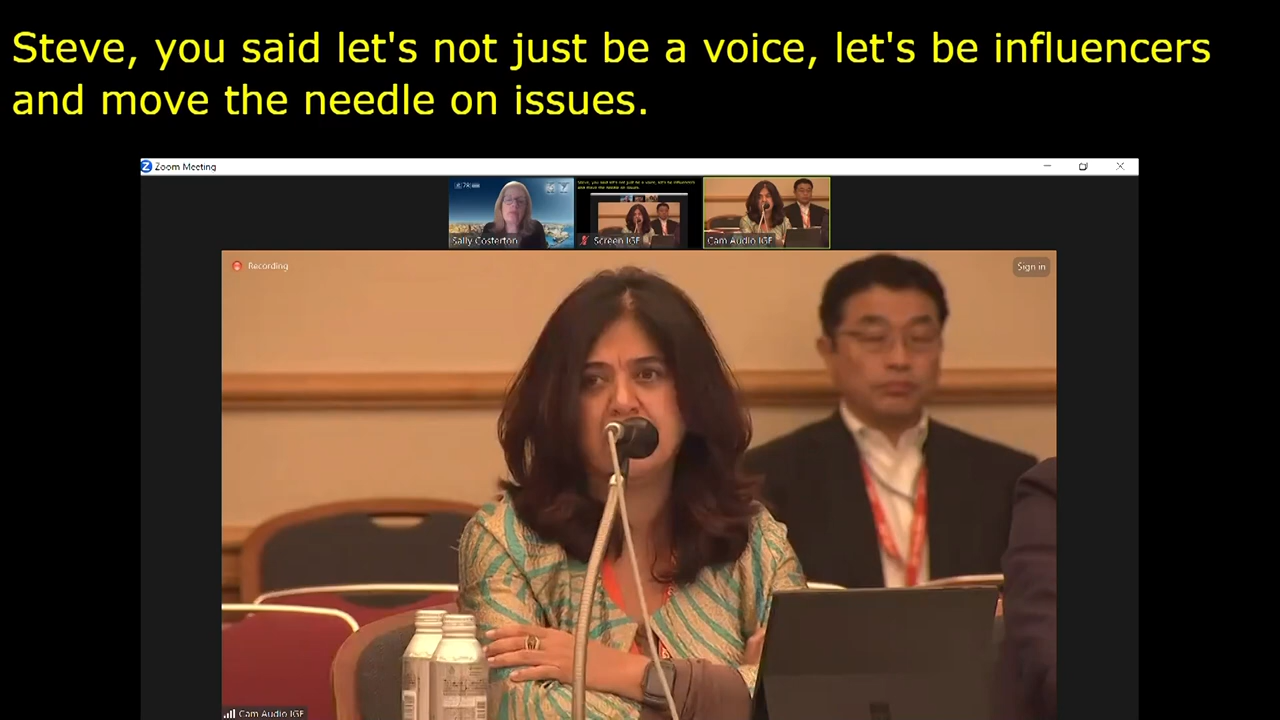 Steve, you said let's not just be a voice, let's be influencers
and move the needle on issues.
Zoom Meeting
Sally Costerton
Screen IGF
Cam Audio IGF
Recording
Sign in
Cam Audio IGF